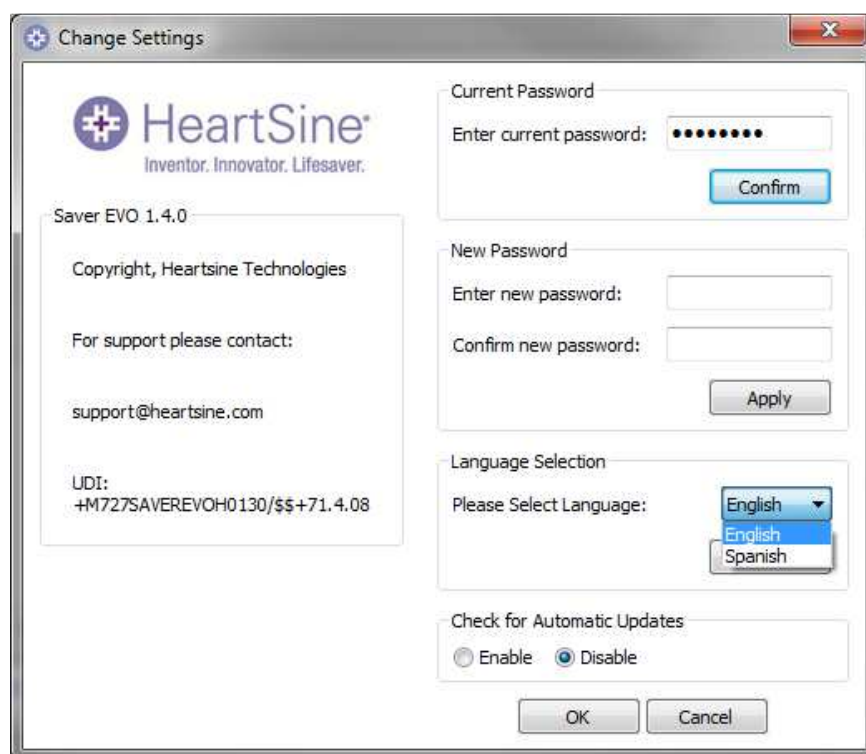 Change Settings
HeartSine®
Inventor. Innovator. Lifesaver.
Saver EVO 1.4.0
Copyright, Heartsine Technologies
For support please contact:
support@heartsine.com
UDI:
+M727SAVEREVOH0130/$$+71.4.08
Current Password
Enter current password: ●●●●●●●●
Confirm
New Password
Enter new password:
Confirm new password:
Apply
Language Selection
Please Select Language: English
English
Spanish
Check for Automatic Updates
Enable Disable
OK Cancel